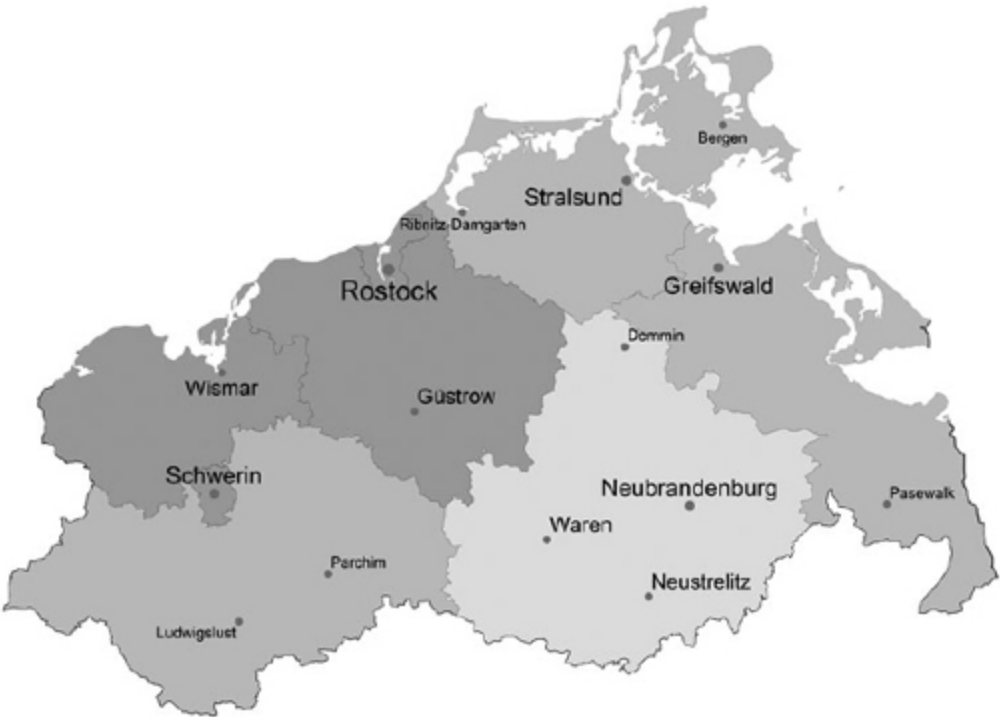 Bergen
Stralsund
Ribnitz-Damgarten
Rostock
Greifswald
Demmin
Wismar
Güstrow
Schwerin
Neubrandenburg
Pasewalk
Waren
Parchim
Neustrelitz
Ludwigslust